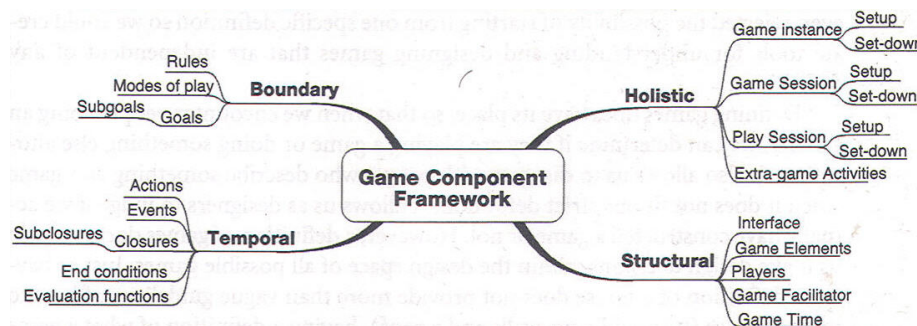 Game Component
Framework
Boundary
Rules
Modes of play
Goals
Subgoals
Temporal
Actions
Events
Closures
Subclosures
End conditions
Evaluation functions
Holistic
Game instance
Setup
Set-down
Game Session
Setup
Set-down
Play Session
Setup
Set-down
Extra-game Activities
Structural
Interface
Game Elements
Players
Game Facilitator
Game Time